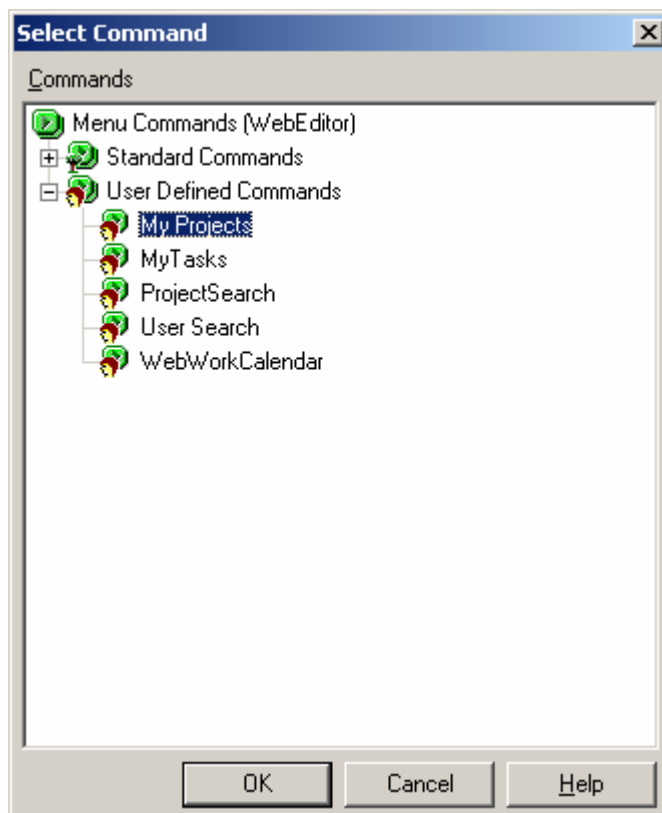 Select Command
Commands
Menu Commands (WebEditor)
Standard Commands
User Defined Commands
My Projects
MyTasks
ProjectSearch
User Search
WebWorkCalendar
OK Cancel Help